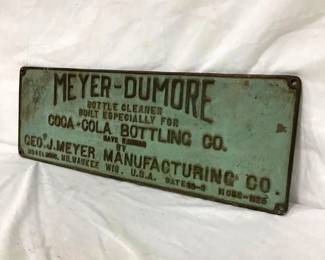 MEYER-DUMORE
BOTTLE CLEANER
BUILT ESPECIALLY FOR
COCA-COLA BOTTLING CO.
BY
GEO. J. MEYER MANUFACTURING CO.
MILWAUKEE WIS. U.S.A.